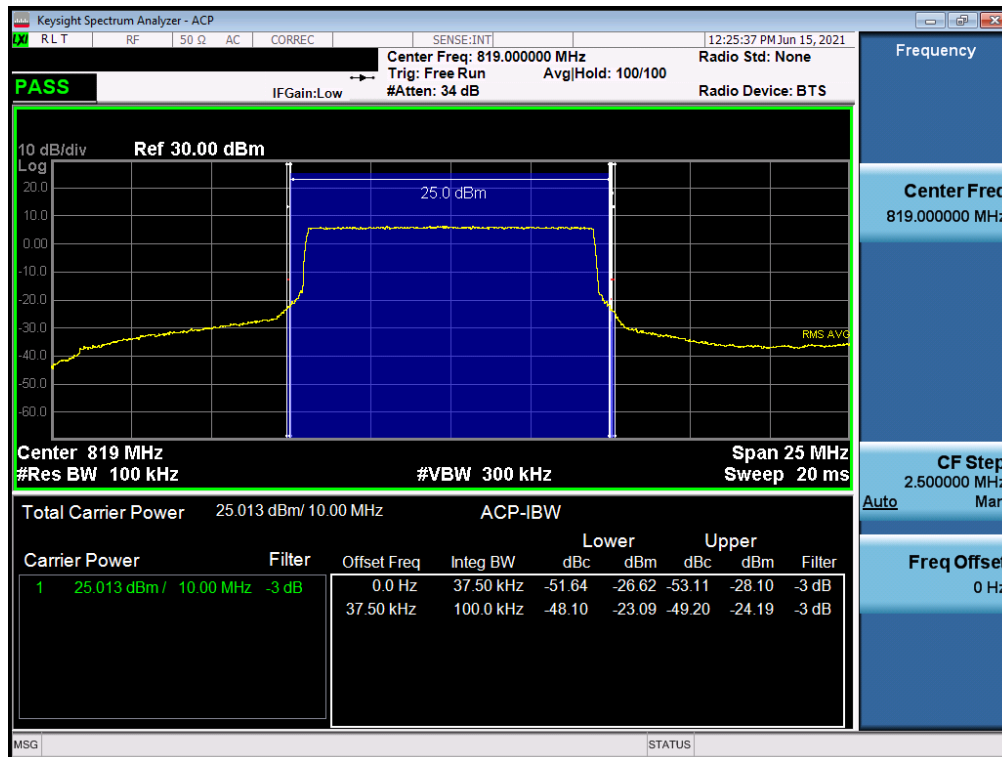 Keysight Spectrum Analyzer - ACP
LXI RLT RF 50 Ω AC CORREC SENSE:INT 12:25:37 PM Jun 15, 2021
Center Freq: 819.000000 MHz Radio Std: None
Trig: Free Run Avg|Hold: 100/100
PASS IFGain:Low #Atten: 34 dB Radio Device: BTS
10 dB/div Ref 30.00 dBm
Log
20.0
25.0 dBm
10.0
0.00
-10.0
-20.0
-30.0
RMS AVG
-40.0
-50.0
-60.0
Center 819 MHz Span 25 MHz
#Res BW 100 kHz #VBW 300 kHz Sweep 20 ms
Total Carrier Power 25.013 dBm/ 10.00 MHz ACP-IBW
Lower Upper
Carrier Power Filter Offset Freq Integ BW dBc dBm dBc dBm Filter
1 25.013 dBm / 10.00 MHz -3 dB 0.0 Hz 37.50 kHz -51.64 -26.62 -53.11 -28.10 -3 dB
37.50 kHz 100.0 kHz -48.10 -23.09 -49.20 -24.19 -3 dB
MSG STATUS
Frequency
Center Freq
819.000000 MHz
CF Step
2.500000 MHz
Auto Man
Freq Offset
0 Hz